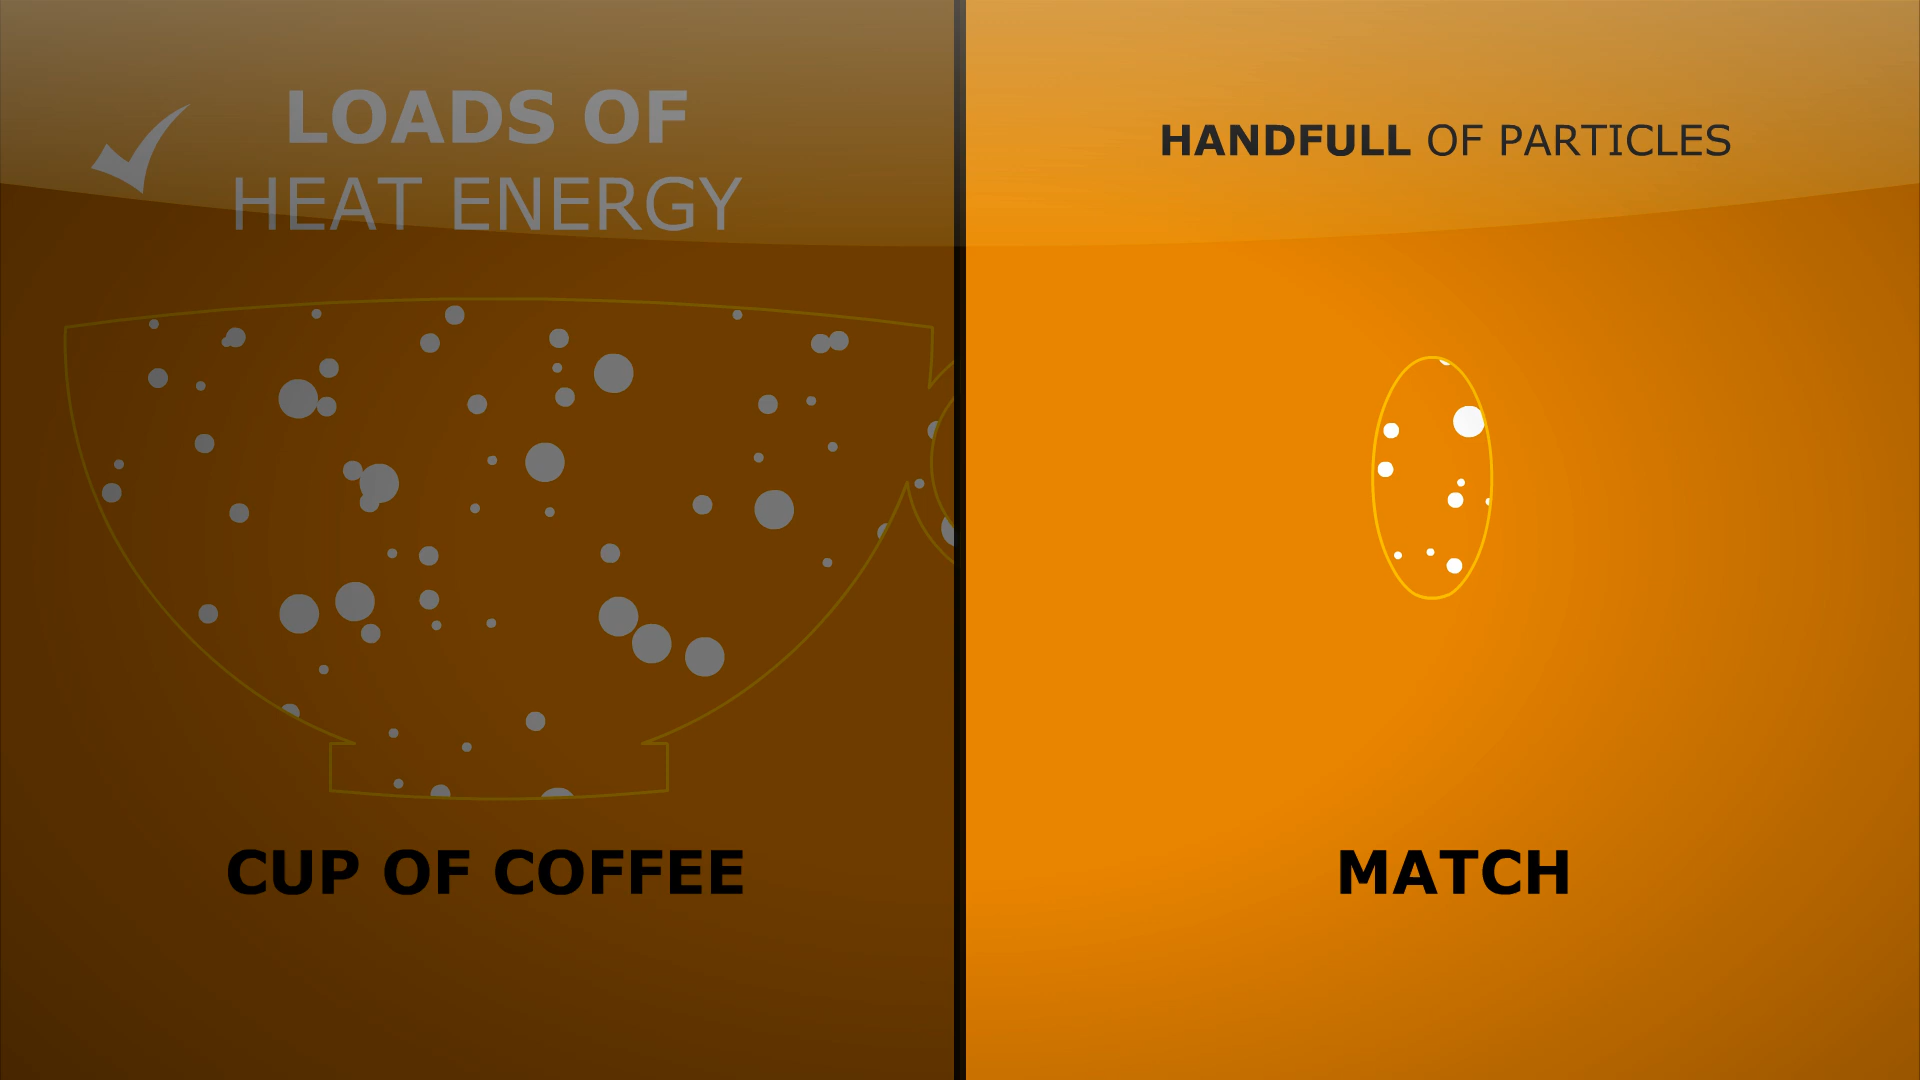 LOADS OF
HEAT ENERGY
CUP OF COFFEE
HANDFULL OF PARTICLES
MATCH